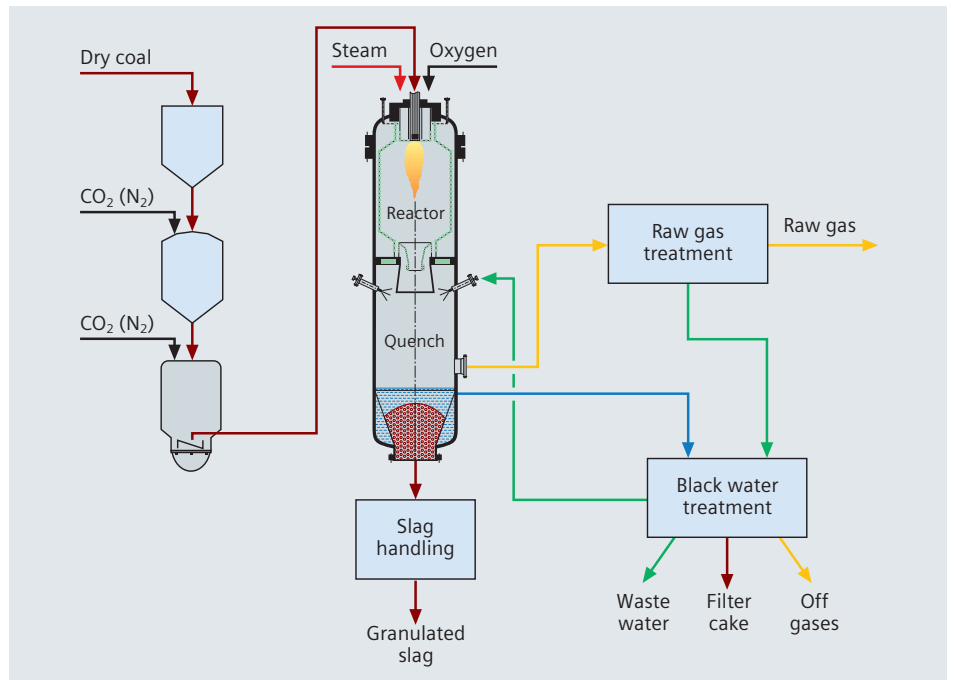 Dry coal
Steam
Oxygen
CO₂ (N₂)
CO₂ (N₂)
Reactor
Quench
Raw gas
treatment
Raw gas
Black water
treatment
Slag
handling
Granulated
slag
Waste
water
Filter
cake
Off
gases